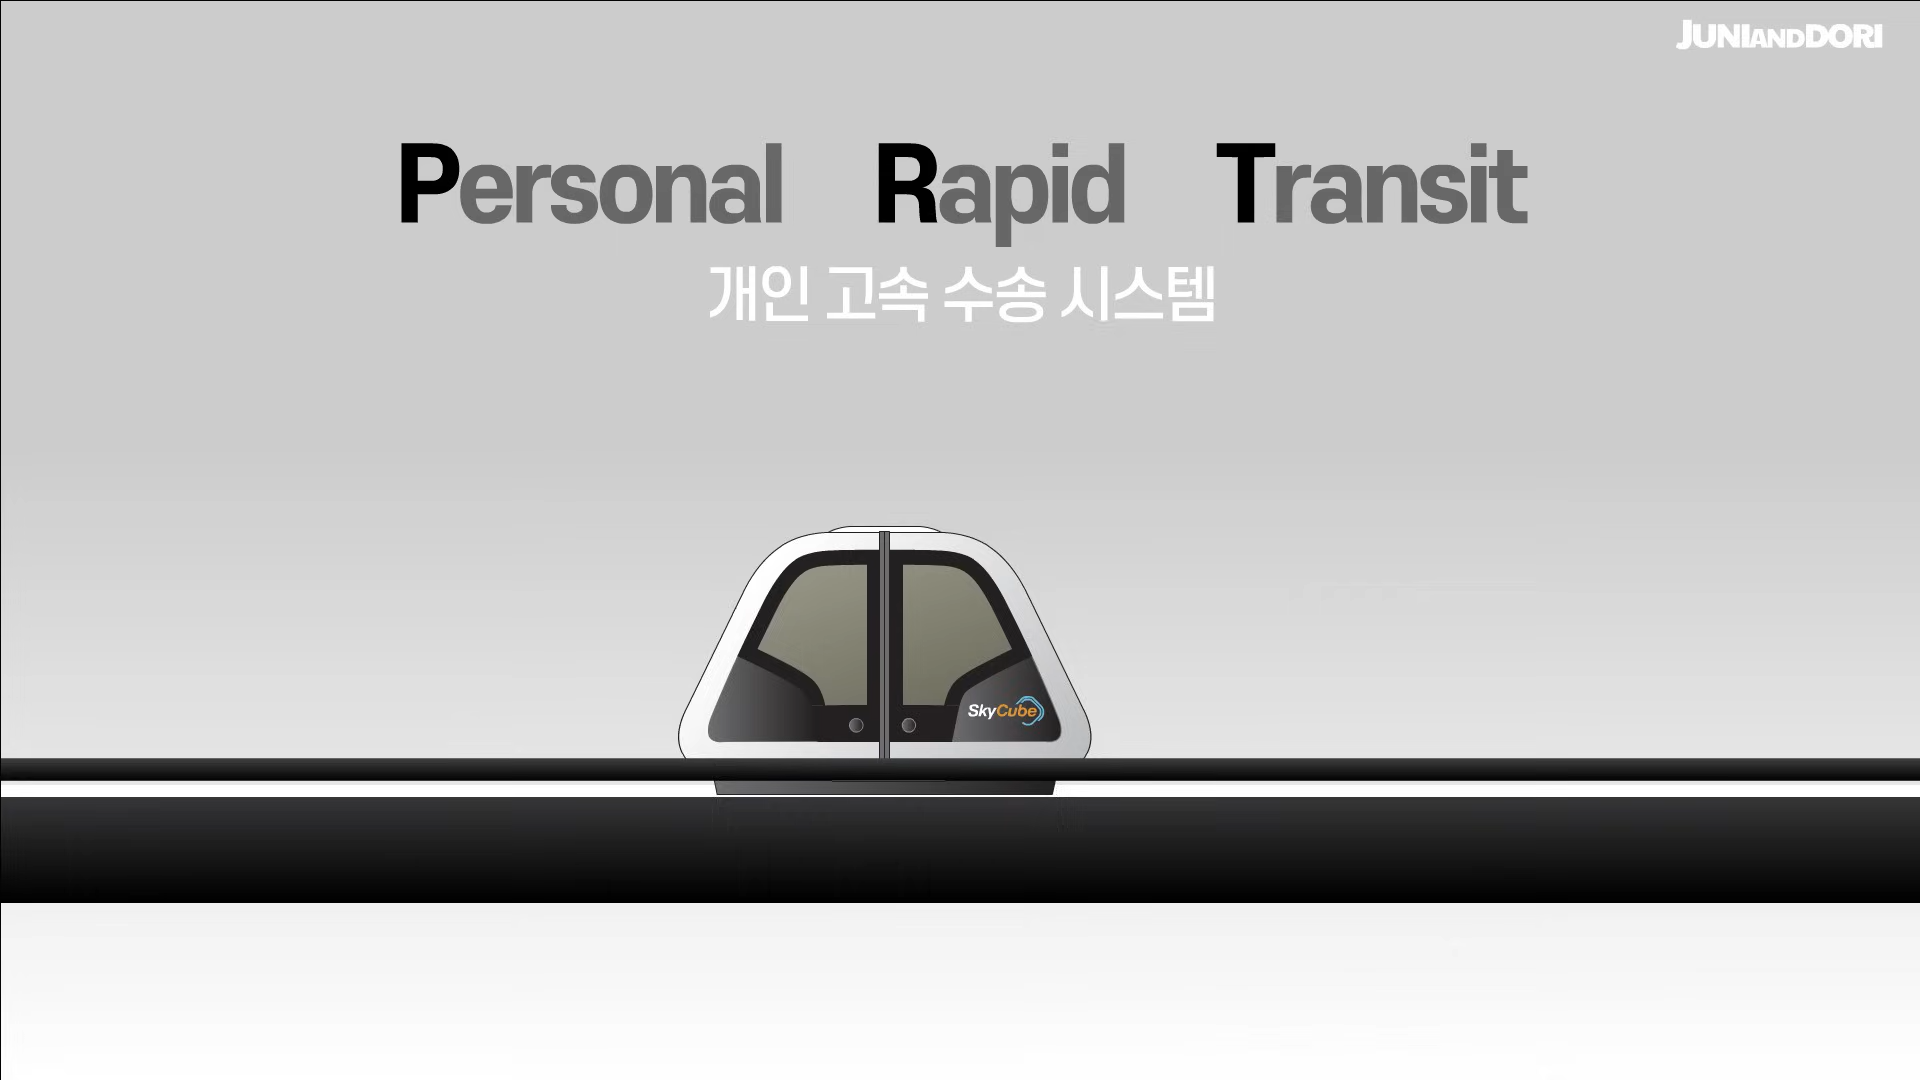 JUNIANDDORI
Personal Rapid Transit
개인 고속 수송 시스템
SkyCube